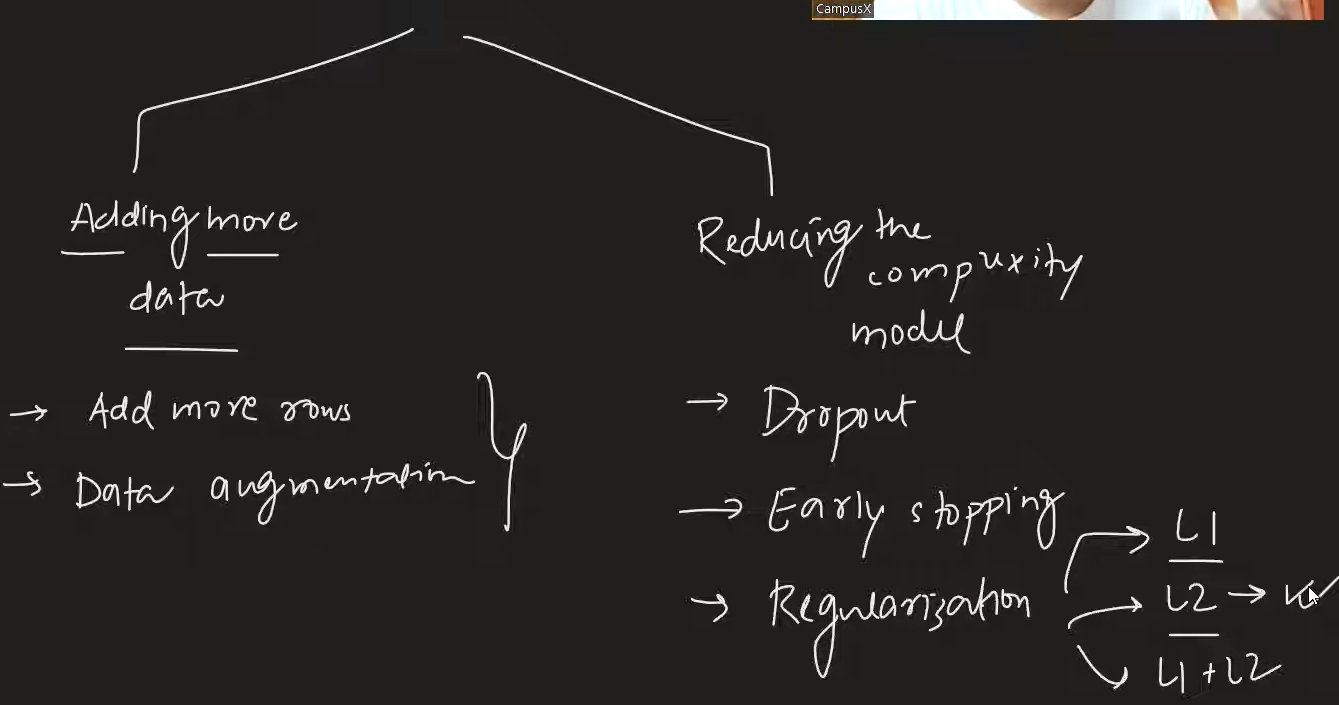 CampusX
Adding more
data
→ Add more rows
→ Data augmentation
Reducing the
complexity
model
→ Dropout
→ Early stopping
→ Regularization
L1
L2 →
L1 + L2